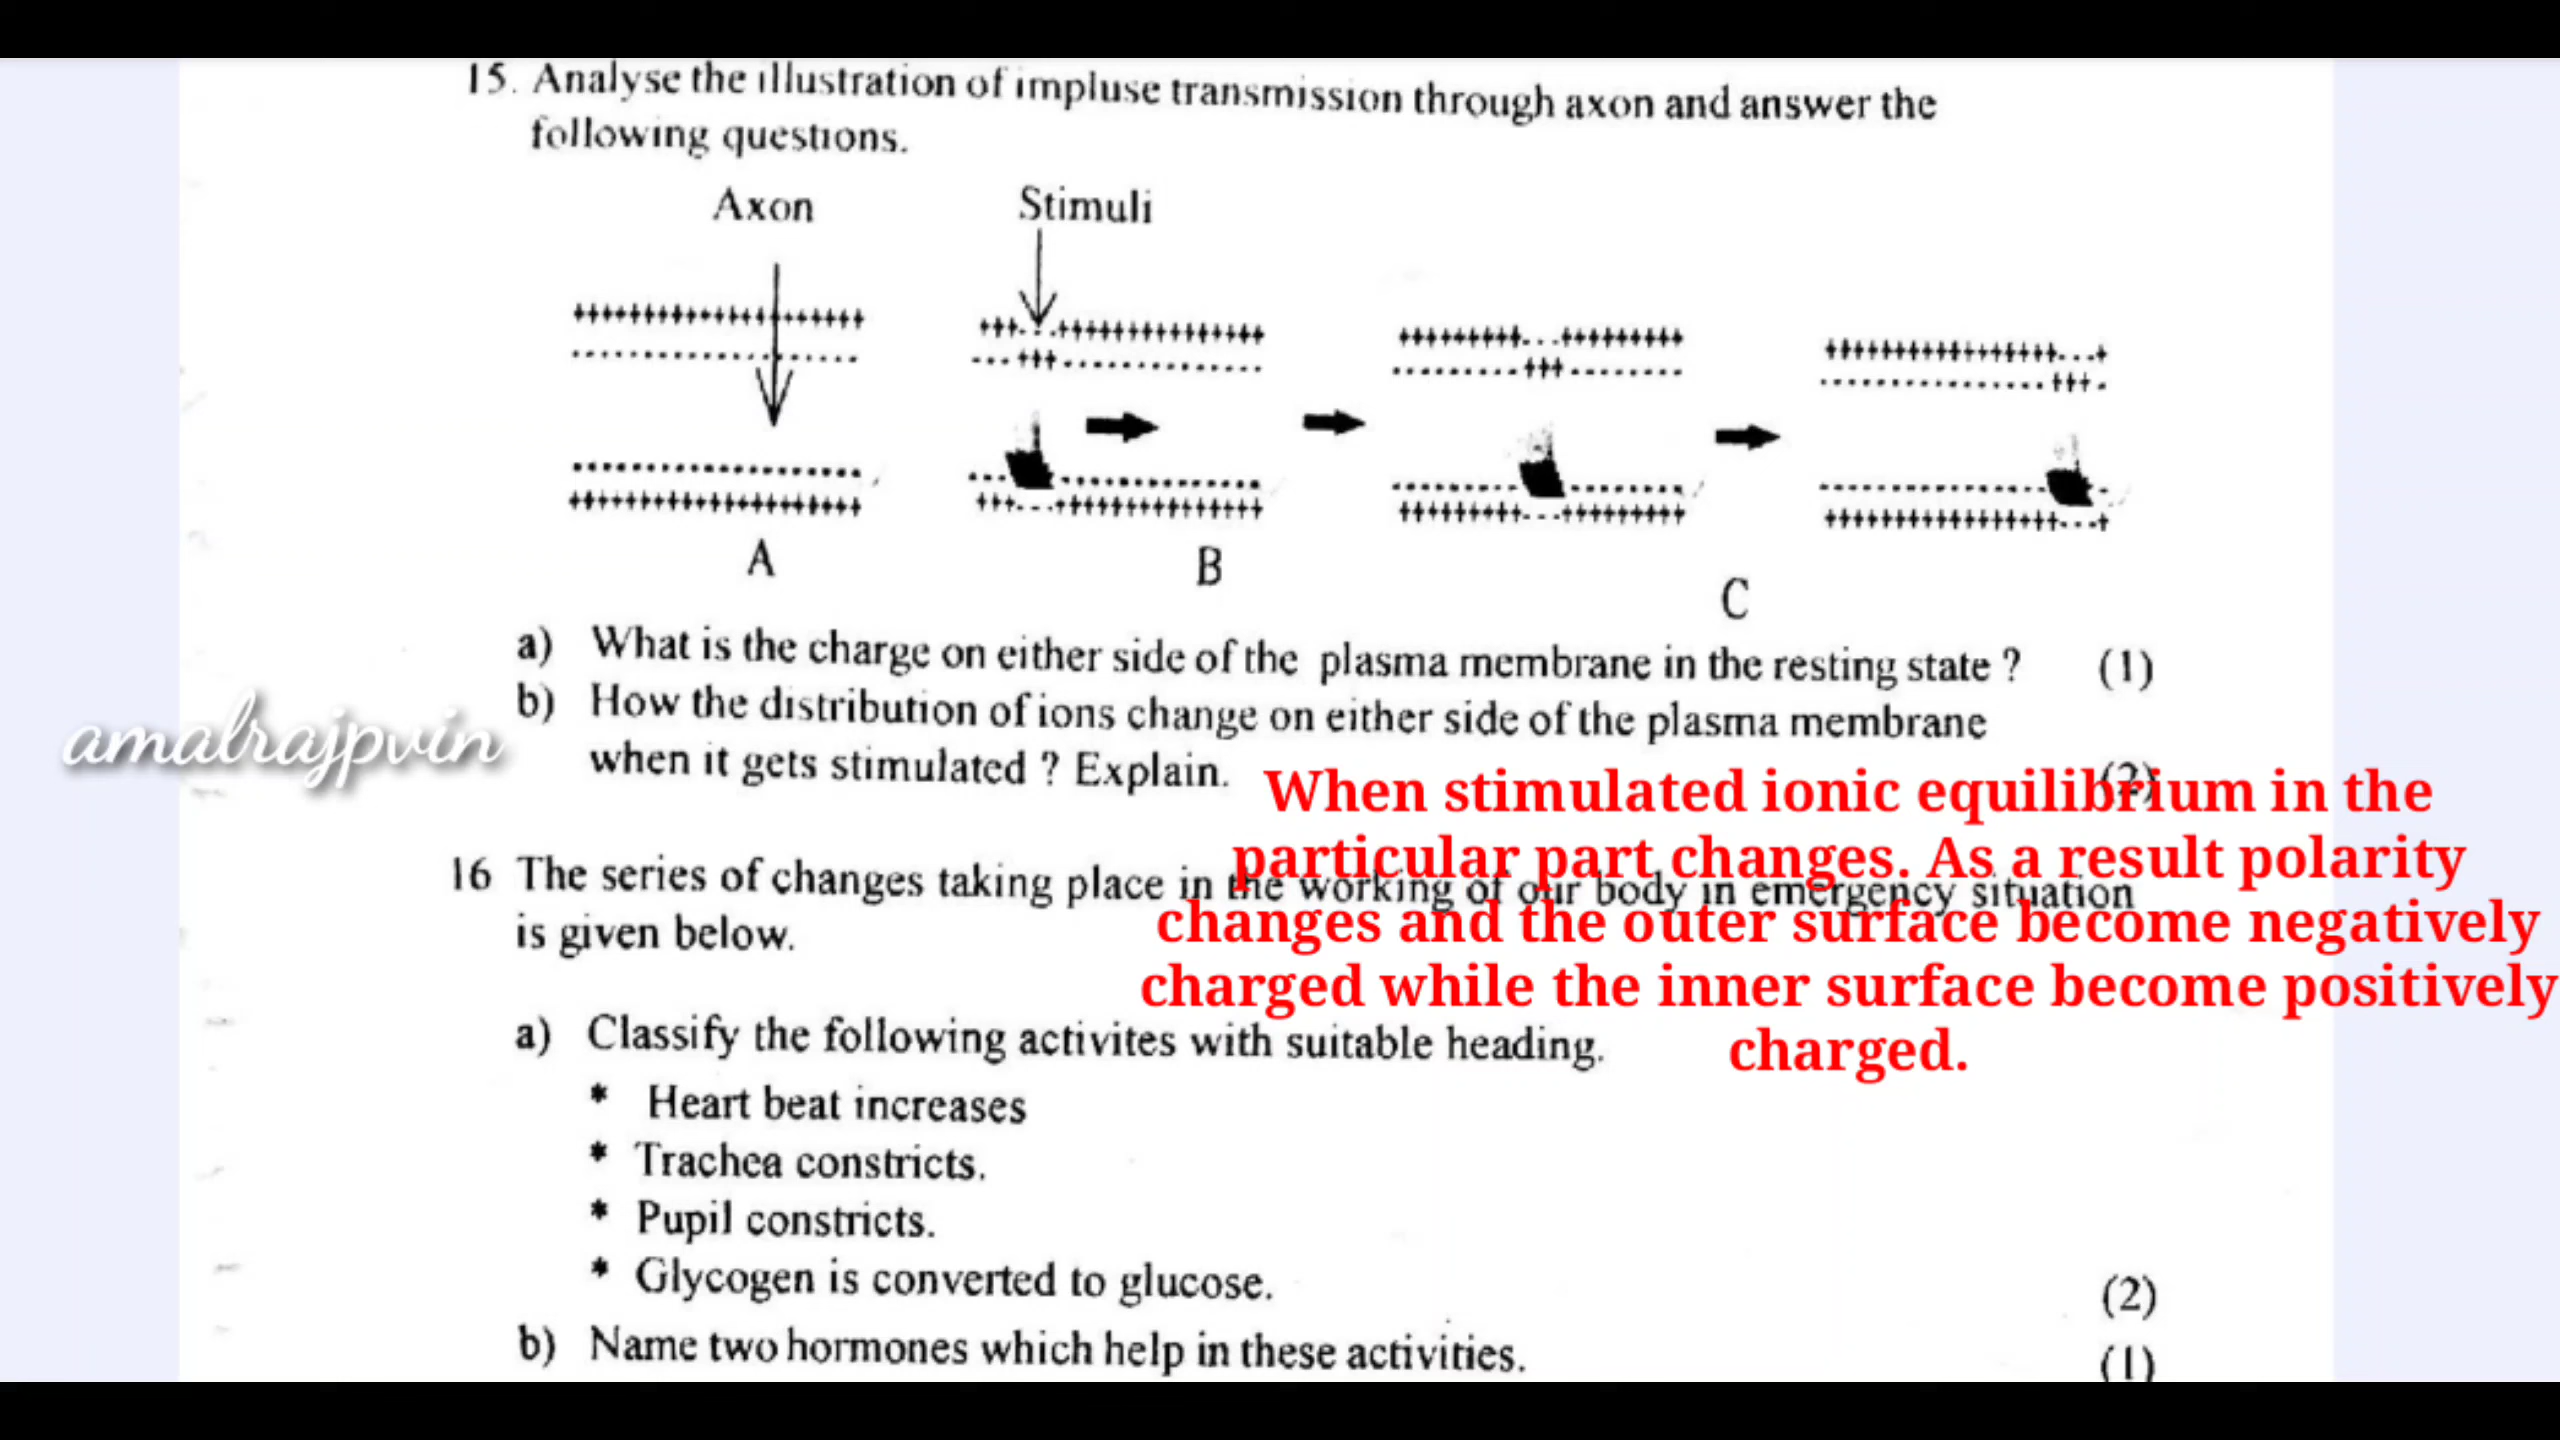 15. Analyse the illustration of impluse transmission through axon and answer the
following questions.
Axon
Stimuli
A
B
C
a) What is the charge on either side of the plasma membrane in the resting state ? (1)
b) How the distribution of ions change on either side of the plasma membrane
when it gets stimulated ? Explain. (2)
amalrajpvin
When stimulated ionic equilibrium in the
particular part changes. As a result polarity
changes and the outer surface become negatively
charged while the inner surface become positively
charged.
16 The series of changes taking place in the working of our body in emergency situation
is given below.
a) Classify the following activites with suitable heading.
* Heart beat increases
* Trachea constricts.
* Pupil constricts.
* Glycogen is converted to glucose. (2)
b) Name two hormones which help in these activities. (1)